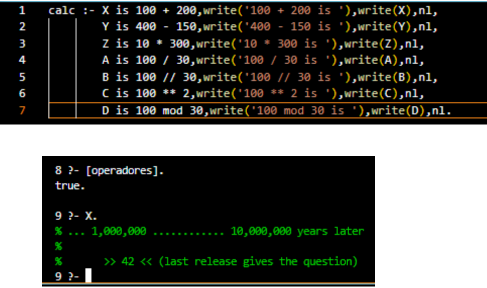 1 calc :- X is 100 + 200,write('100 + 200 is '),write(X),nl,
2 Y is 400 - 150,write('400 - 150 is '),write(Y),nl,
3 Z is 10 * 300,write('10 * 300 is '),write(Z),nl,
4 A is 100 / 30,write('100 / 30 is '),write(A),nl,
5 B is 100 // 30,write('100 // 30 is '),write(B),nl,
6 C is 100 ** 2,write('100 ** 2 is '),write(C),nl,
7 D is 100 mod 30,write('100 mod 30 is '),write(D),nl.
8 ?- [operadores].
true.
9 ?- X.
% ... 1,000,000 ............ 10,000,000 years later
%
% >> 42 << (last release gives the question)
9 ?-